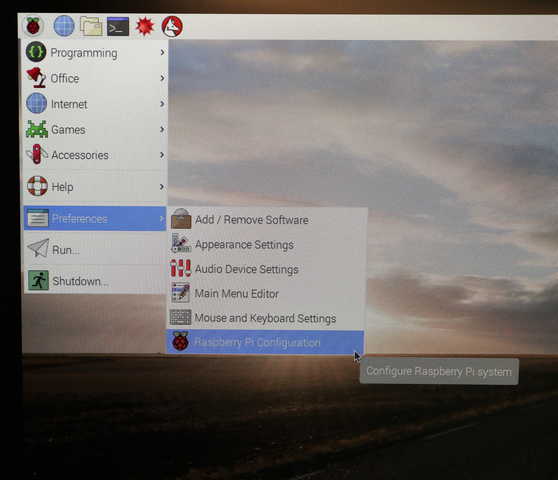 Programming
Office
Internet
Games
Accessories
Help
Preferences
Run...
Shutdown...
Add / Remove Software
Appearance Settings
Audio Device Settings
Main Menu Editor
Mouse and Keyboard Settings
Raspberry Pi Configuration
Configure Raspberry Pi system